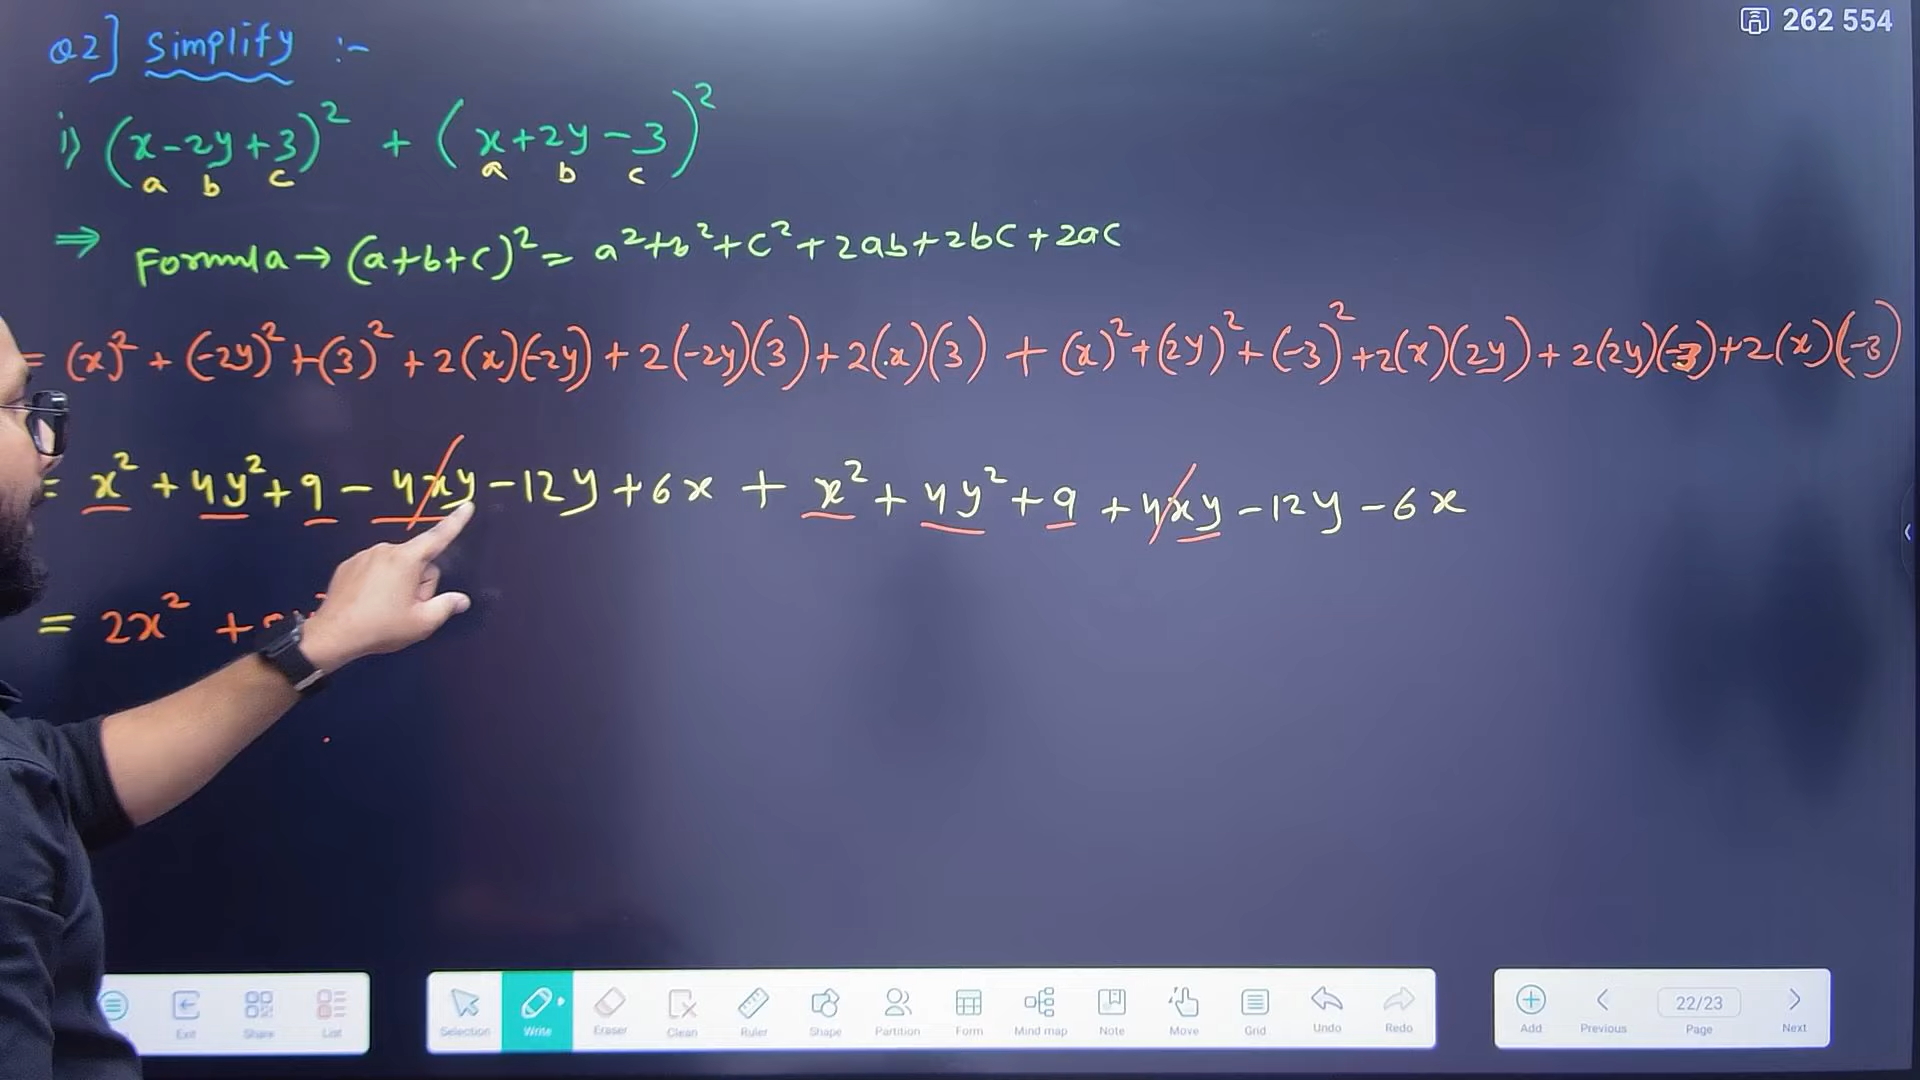 262 554
Q2] Simplify :-
i) (x-2y+3)² + (x+2y-3)²
a b c a b c
⇒ Formula → (a+b+c)² = a²+b²+c²+2ab+2bc+2ac
= (x)² + (-2y)² + (3)² + 2(x)(-2y) + 2(-2y)(3) + 2(x)(3) + (x)² + (2y)² + (-3)² + 2(x)(2y) + 2(2y)(-3) + 2(x)(-3)
= x² + 4y² + 9 - 4xy - 12y + 6x + x² + 4y² + 9 + 4xy - 12y - 6x
= 2x² +
Exit Share List Selection Write Eraser Clean Ruler Shape Partition Form Mind map Note Move Grid Undo Redo Add Previous 22/23 Page Next